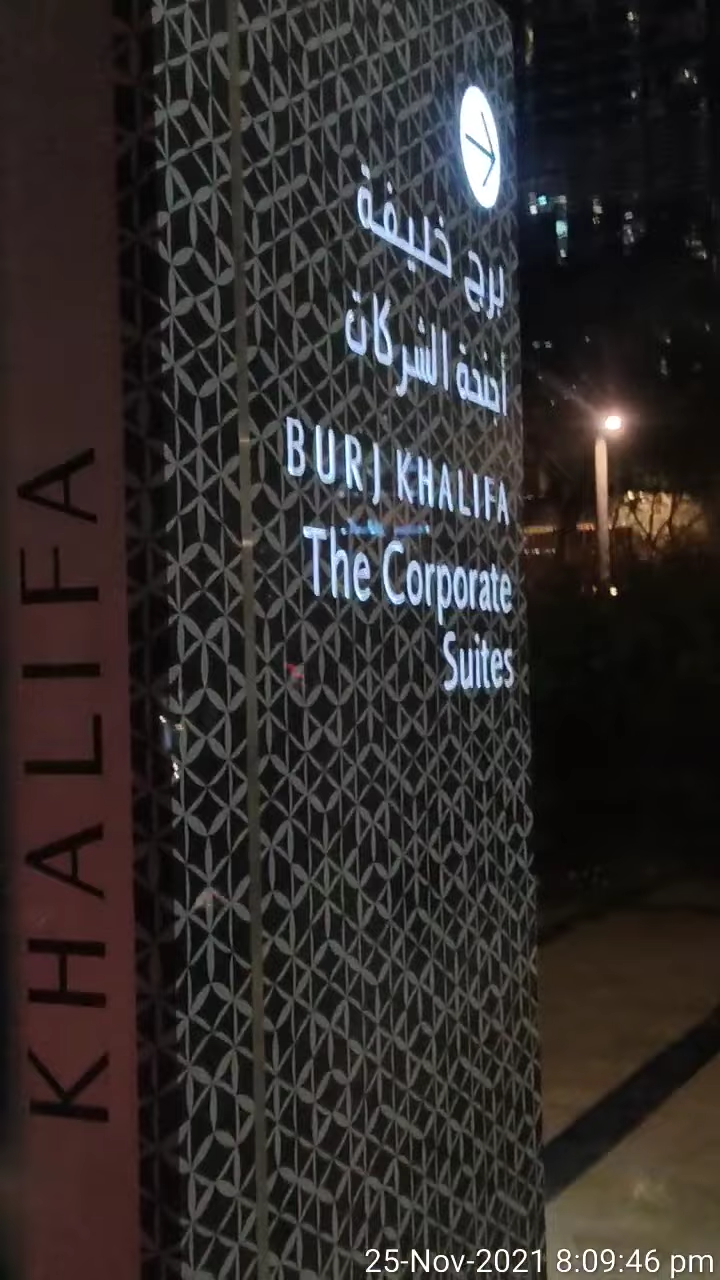 برج خليفة
أجنحة الشركات
BURJ KHALIFA
The Corporate
Suites
KHALIFA
25-Nov-2021 8:09:46 pm